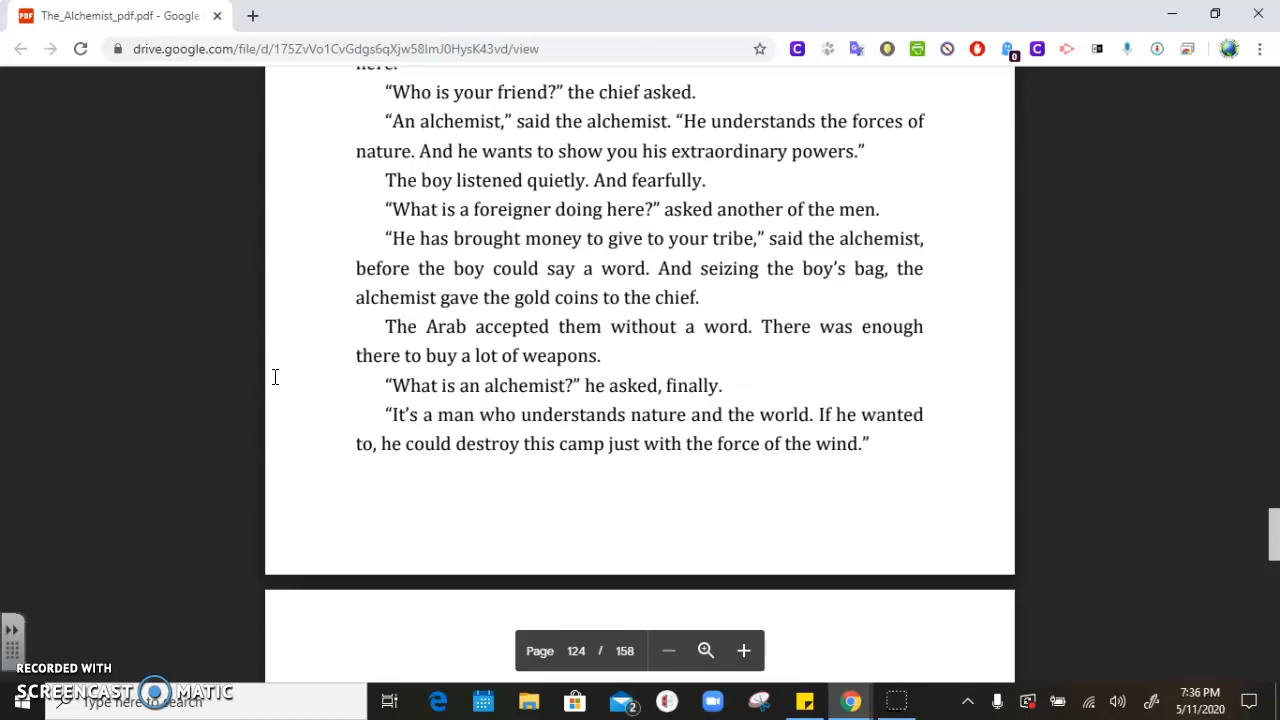 The_Alchemist_pdf.pdf - Google
drive.google.com/file/d/175ZvVo1CvGdgs6qXjw58lmJ0HysK43vd/view
0
here.
“Who is your friend?” the chief asked.
“An alchemist,” said the alchemist. “He understands the forces of
nature. And he wants to show you his extraordinary powers.”
The boy listened quietly. And fearfully.
“What is a foreigner doing here?” asked another of the men.
“He has brought money to give to your tribe,” said the alchemist,
before the boy could say a word. And seizing the boy’s bag, the
alchemist gave the gold coins to the chief.
The Arab accepted them without a word. There was enough
there to buy a lot of weapons.
“What is an alchemist?” he asked, finally.
“It’s a man who understands nature and the world. If he wanted
to, he could destroy this camp just with the force of the wind.”
Page 124 / 158
RECORDED WITH
SCREENCAST MATIC
Type here to search
2
7:36 PM
5/11/2020